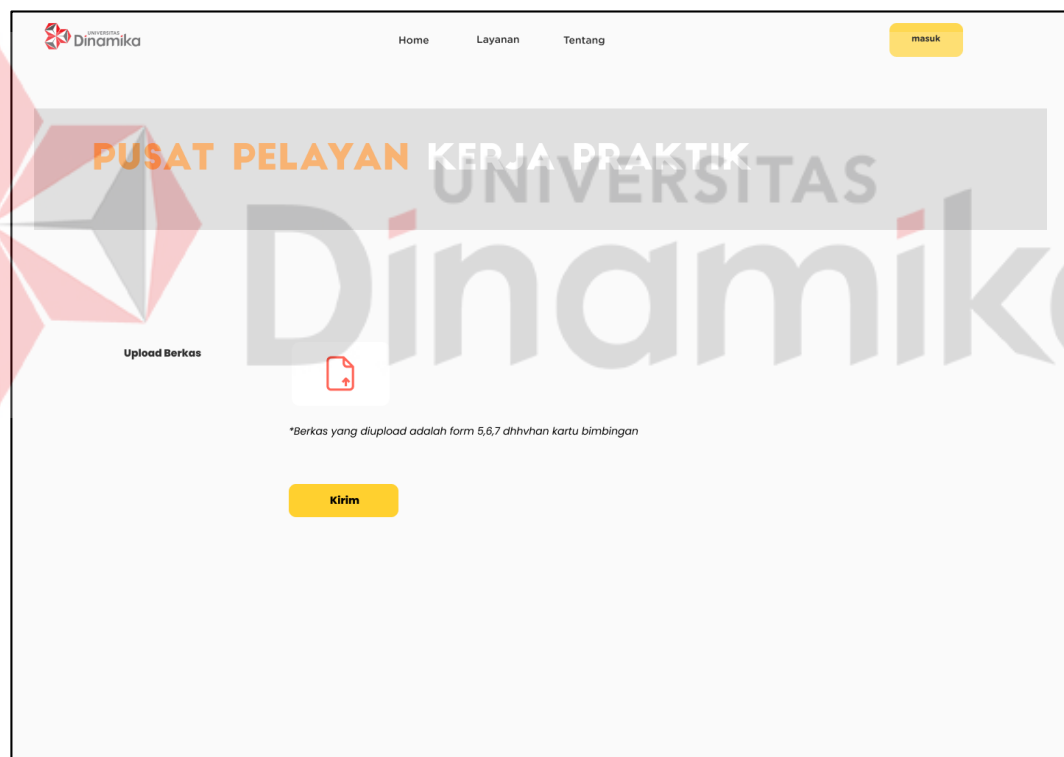 UNIVERSITAS
Dinamika
Home Layanan Tentang masuk
PUSAT PELAYAN KERJA PRAKTIK
UNIVERSITAS
Dinamika
Upload Berkas
*Berkas yang diupload adalah form 5,6,7 dhhvhan kartu bimbingan
Kirim